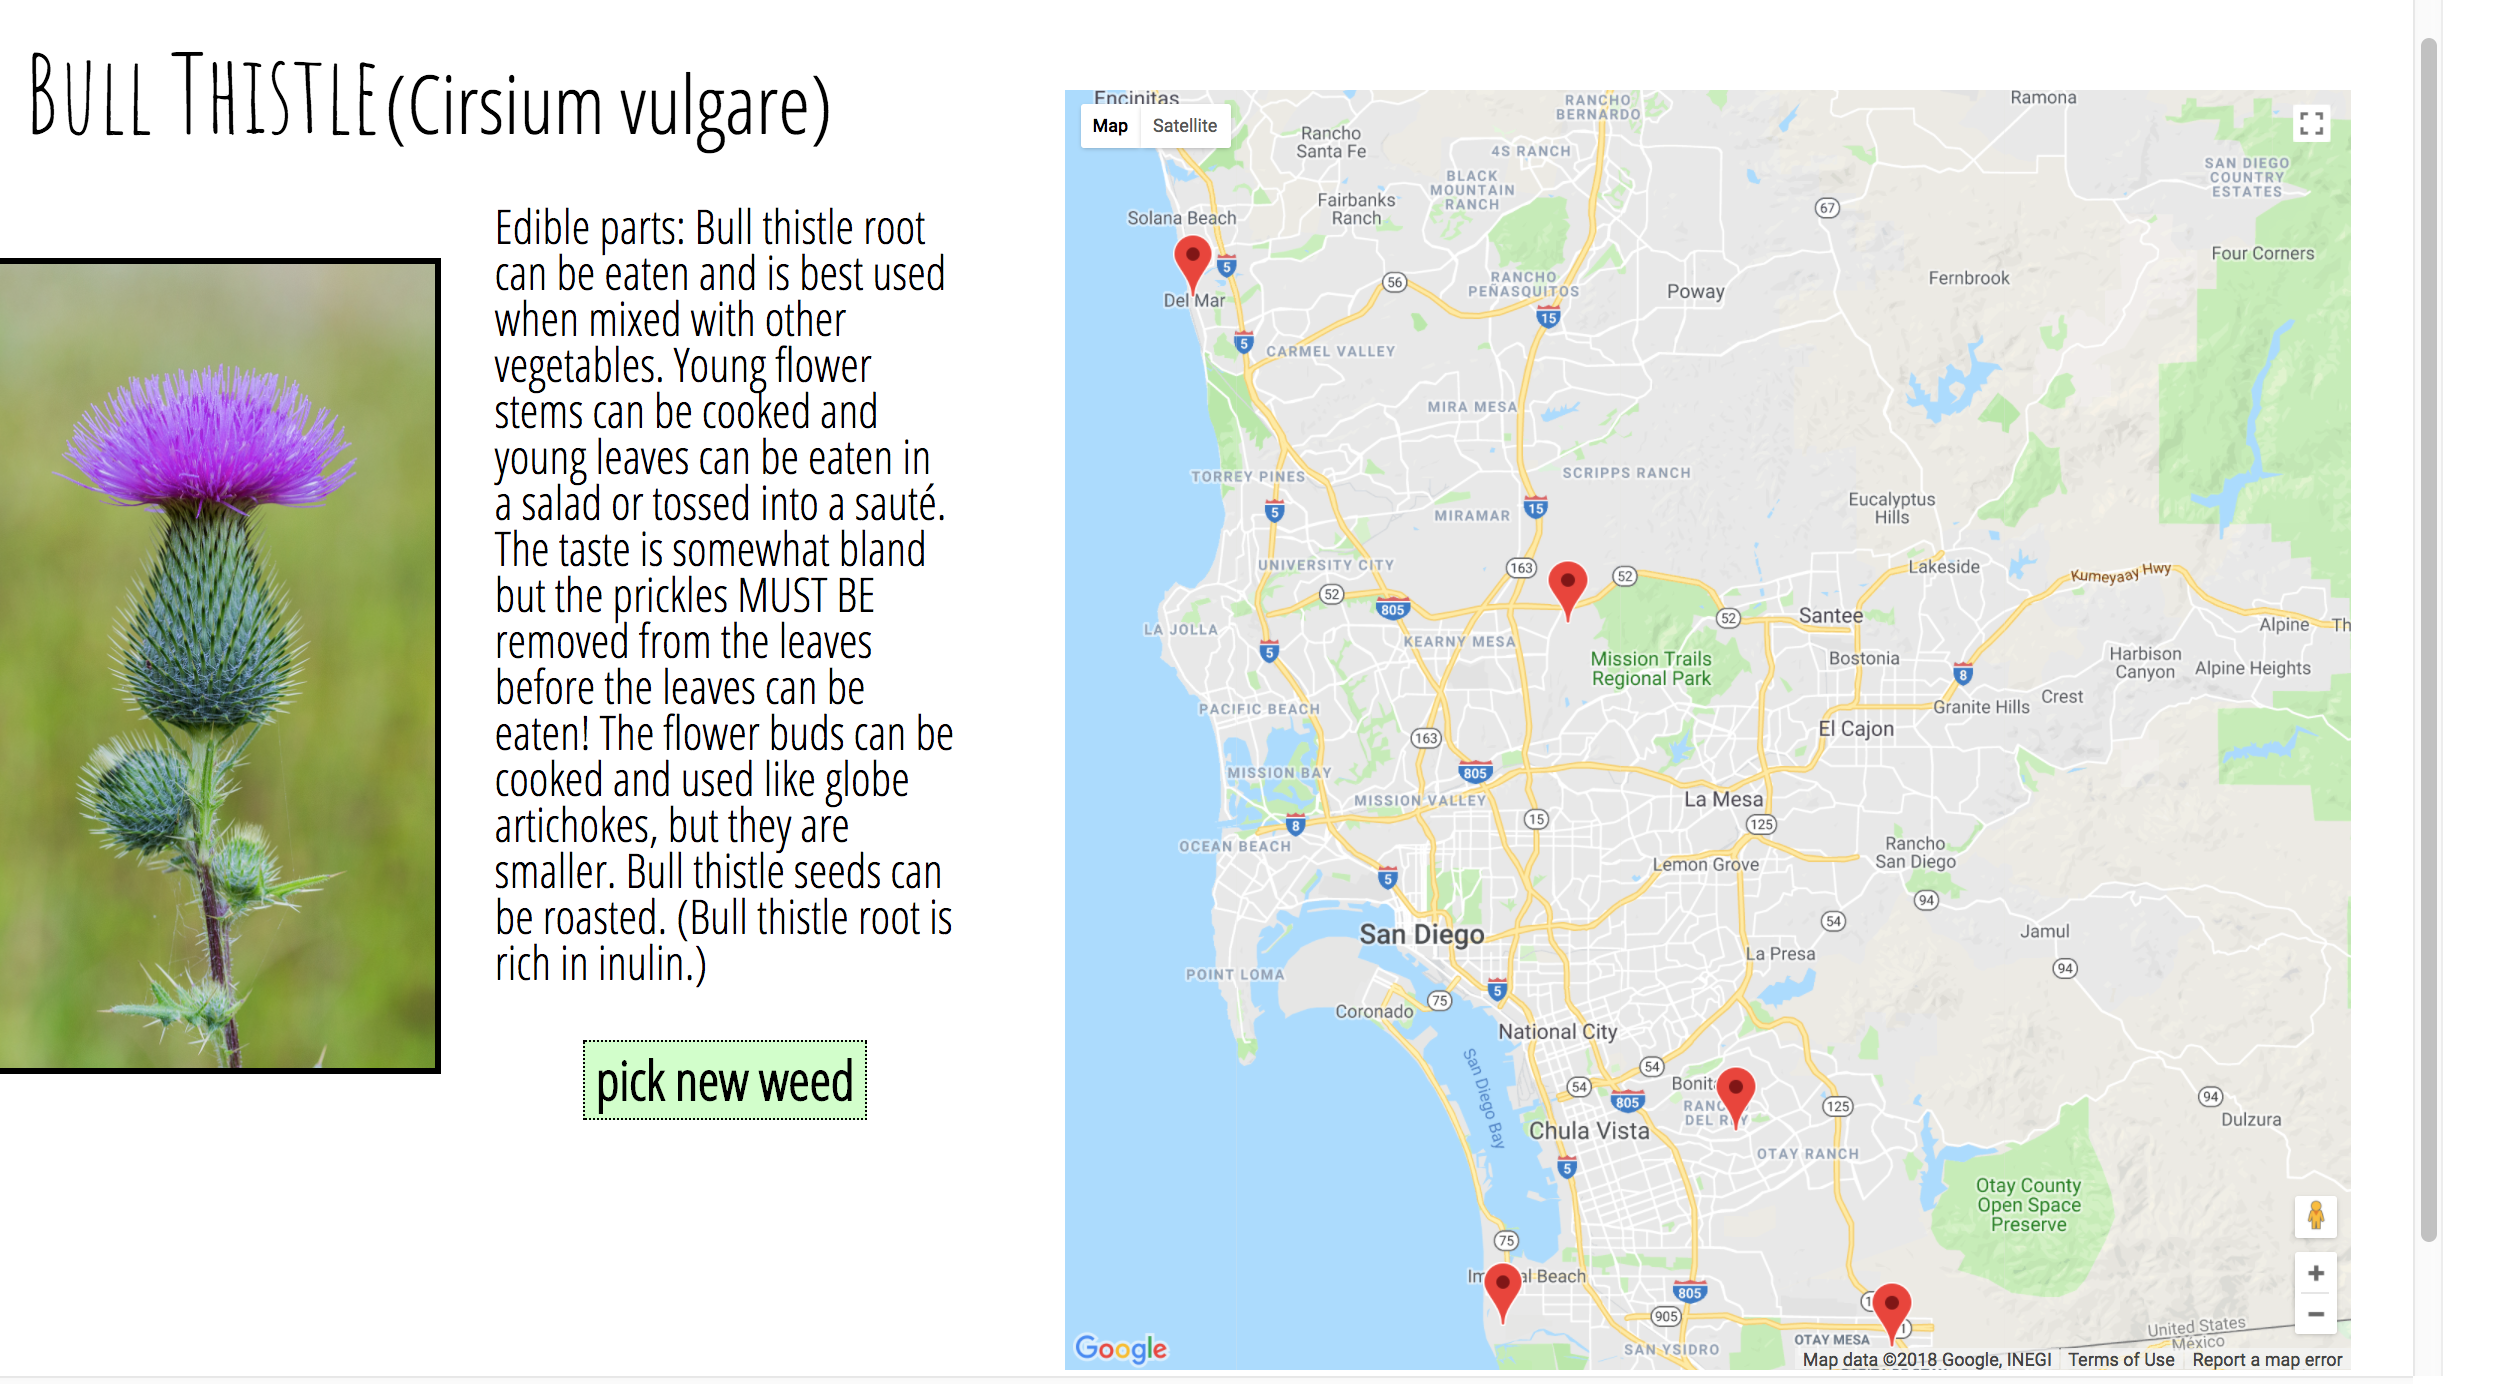 Bull Thistle (Cirsium vulgare)
Edible parts: Bull thistle root
can be eaten and is best used
when mixed with other
vegetables. Young flower
stems can be cooked and
young leaves can be eaten in
a salad or tossed into a sauté.
The taste is somewhat bland
but the prickles MUST BE
removed from the leaves
before the leaves can be
eaten! The flower buds can be
cooked and used like globe
artichokes, but they are
smaller. Bull thistle seeds can
be roasted. (Bull thistle root is
rich in inulin.)
pick new weed
Encinitas
Map Satellite
RANCHO
BERNARDO
Ramona
Rancho
Santa Fe
4S RANCH
SAN DIEGO
COUNTRY
ESTATES
BLACK
MOUNTAIN
RANCH
Fairbanks
Ranch
Solana Beach
67
Four Corners
5
56
RANCHO
PEÑASQUITOS
Fernbrook
Poway
Del Mar
15
5
CARMEL VALLEY
MIRA MESA
TORREY PINES
SCRIPPS RANCH
Eucalyptus
Hills
5
15
MIRAMAR
UNIVERSITY CITY
163
52
Lakeside
Kumeyaay Hwy
52
805
52
Santee
Alpine
Th
LA JOLLA
5
KEARNY MESA
Mission Trails
Regional Park
Bostonia
8
Harbison
Canyon
Alpine Heights
Crest
Granite Hills
PACIFIC BEACH
163
El Cajon
MISSION BAY
805
MISSION VALLEY
La Mesa
8
15
125
OCEAN BEACH
Rancho
San Diego
Lemon Grove
5
94
54
San Diego
Jamul
La Presa
94
POINT LOMA
5
75
Coronado
National City
San Diego Bay
54
54
Bonit
805
RANC
DEL R Y
125
94
Dulzura
Chula Vista
OTAY RANCH
5
Otay County
Open Space
Preserve
75
Im al Beach
805
905
1
1
OTAY MESA
SAN YSIDRO
United States
México
Google
Map data ©2018 Google, INEGI Terms of Use Report a map error